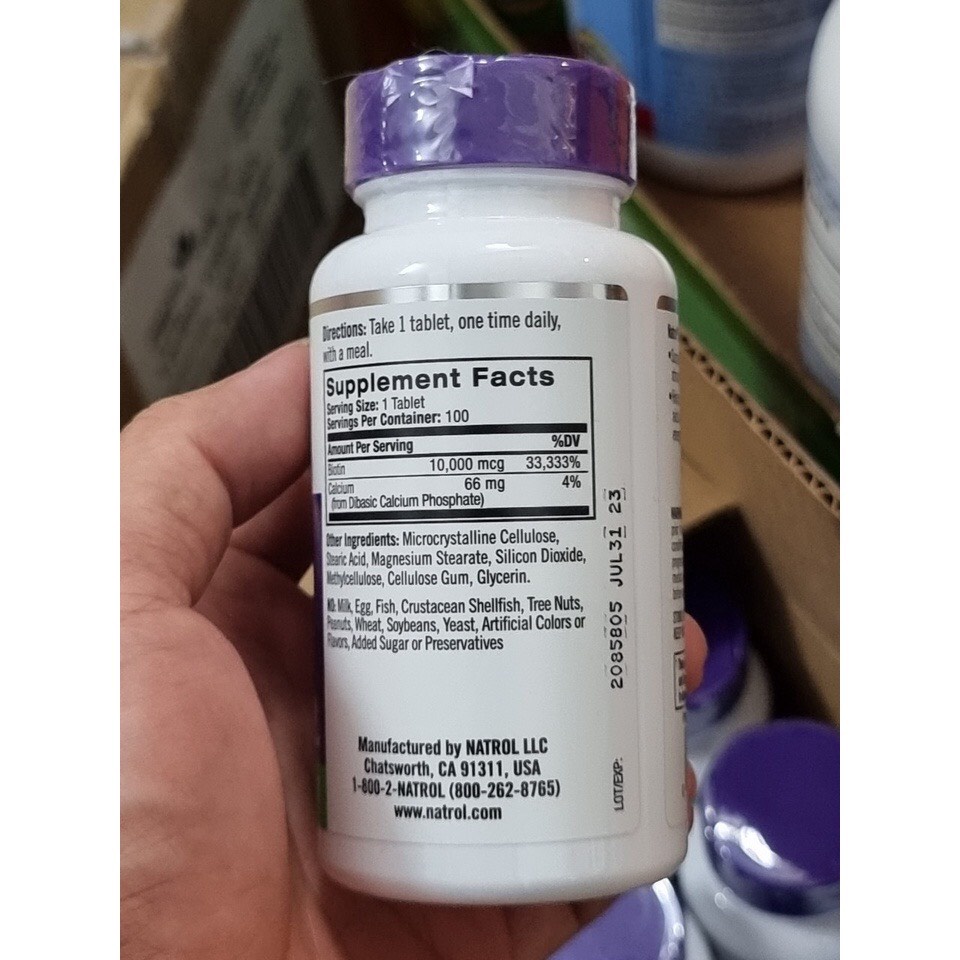 Directions: Take 1 tablet, one time daily,
with a meal.
Supplement Facts
Serving Size: 1 Tablet
Servings Per Container: 100
Amount Per Serving %DV
Biotin 10,000 mcg 33,333%
Calcium 66 mg 4%
(from Dibasic Calcium Phosphate)
Other Ingredients: Microcrystalline Cellulose,
Stearic Acid, Magnesium Stearate, Silicon Dioxide,
Methylcellulose, Cellulose Gum, Glycerin.
NO: Milk, Egg, Fish, Crustacean Shellfish, Tree Nuts,
Peanuts, Wheat, Soybeans, Yeast, Artificial Colors or
Flavors, Added Sugar or Preservatives
Manufactured by NATROL LLC
Chatsworth, CA 91311, USA
1-800-2-NATROL (800-262-8765)
www.natrol.com
LOT/EXP:
2085805 JUL31 23